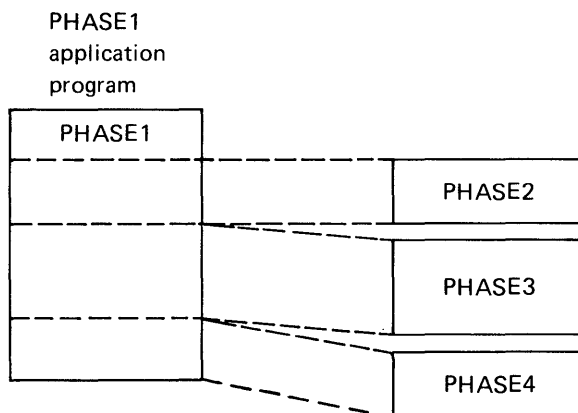 PHASE1
application
program
PHASE1
PHASE2
PHASE3
PHASE4